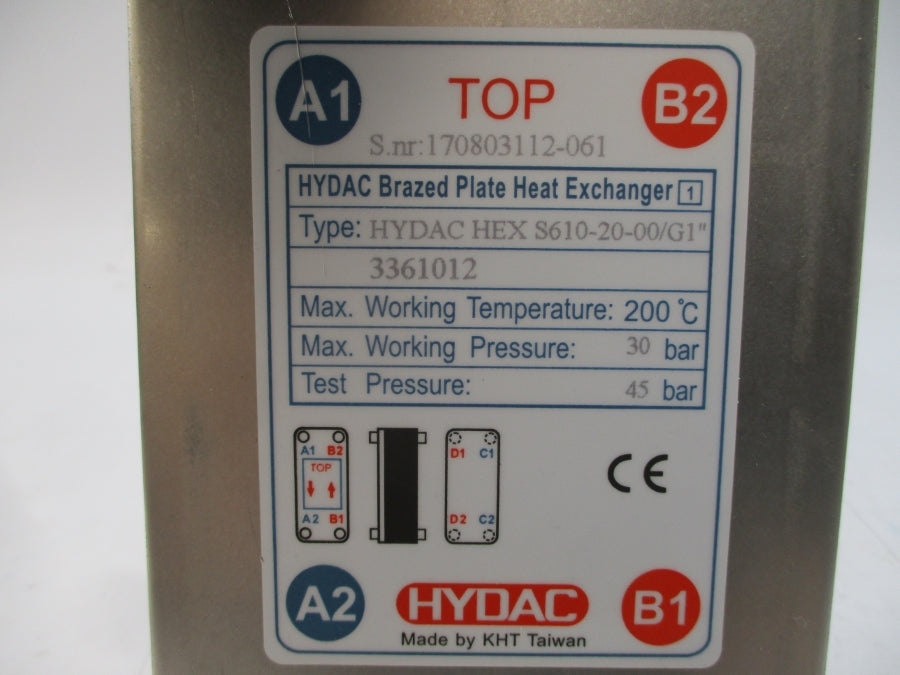 A1 TOP B2
S.nr:170803112-061
HYDAC Brazed Plate Heat Exchanger 1
Type: HYDAC HEX S610-20-00/G1"
3361012
Max. Working Temperature: 200 °C
Max. Working Pressure: 30 bar
Test Pressure: 45 bar
A1 B2
TOP
A2 B1
D1 C1
D2 C2
CE
A2 HYDAC B1
Made by KHT Taiwan